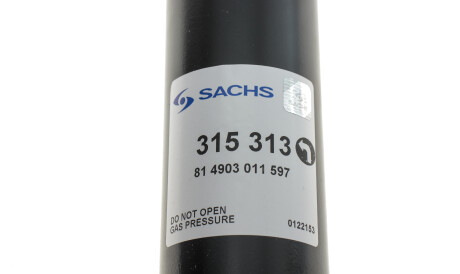 SACHS
315 313
81 4903 011 597
DO NOT OPEN
GAS PRESSURE
0122153